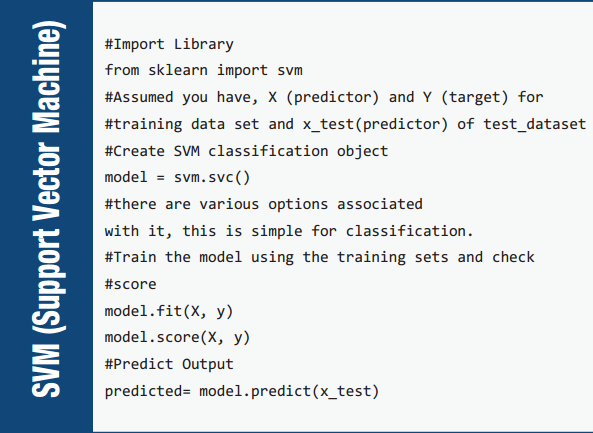 SVM (Support Vector Machine)
#Import Library
from sklearn import svm
#Assumed you have, X (predictor) and Y (target) for
#training data set and x_test(predictor) of test_dataset
#Create SVM classification object
model = svm.svc()
#there are various options associated
with it, this is simple for classification.
#Train the model using the training sets and check
#score
model.fit(X, y)
model.score(X, y)
#Predict Output
predicted= model.predict(x_test)